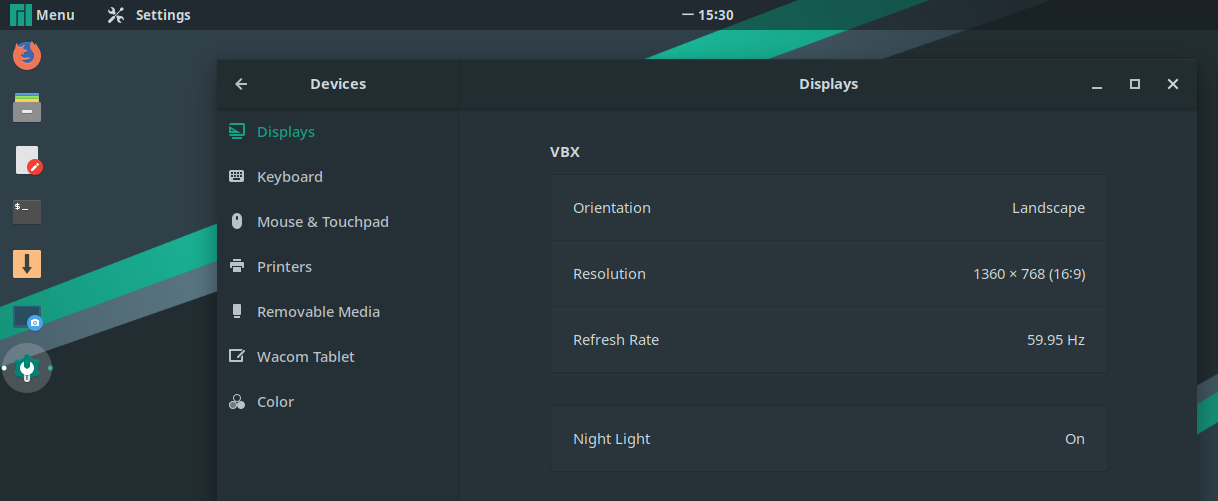 Menu Settings — 15:30
Devices Displays
Displays
Keyboard
Mouse & Touchpad
Printers
Removable Media
Wacom Tablet
Color
VBX
Orientation Landscape
Resolution 1360 × 768 (16:9)
Refresh Rate 59.95 Hz
Night Light On
$_